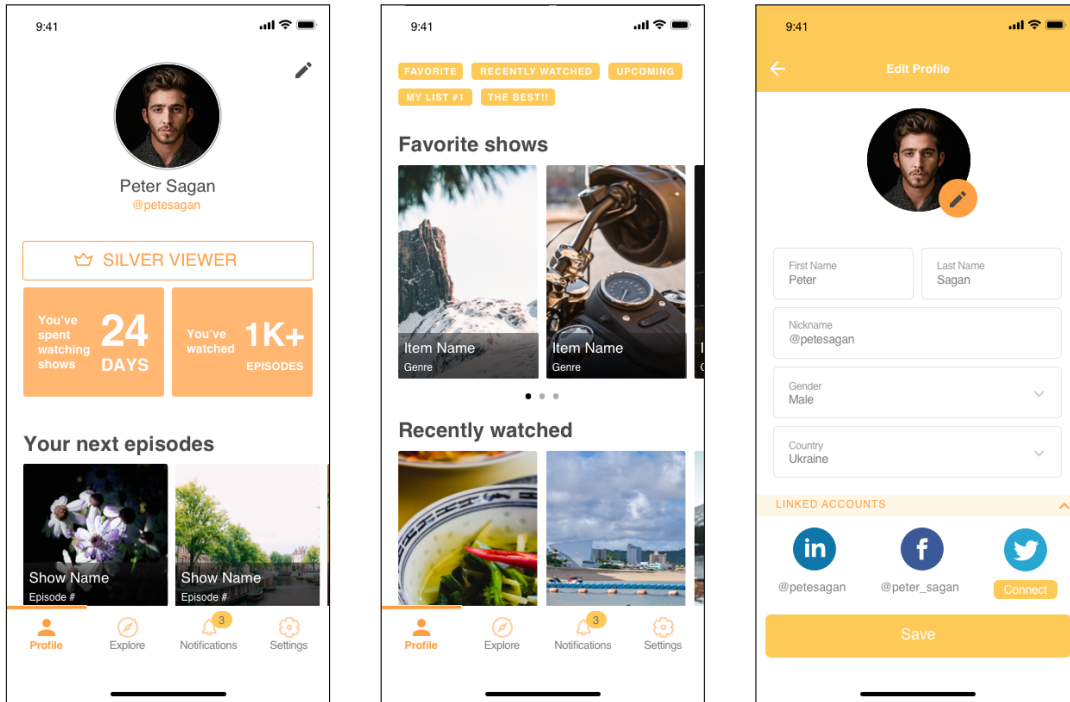 9:41
Peter Sagan
@petesagan
SILVER VIEWER
You've
spent
watching
shows
24
DAYS
You've
watched
1K+
EPISODES
Your next episodes
Show Name
Episode #
Show Name
Episode #
3
Profile
Explore
Notifications
Settings
9:41
FAVORITE
RECENTLY WATCHED
UPCOMING
MY LIST #1
THE BEST!!
Favorite shows
Item Name
Genre
Item Name
Genre
Recently watched
3
Profile
Explore
Notifications
Settings
9:41
Edit Profile
First Name
Peter
Last Name
Sagan
Nickname
@petesagan
Gender
Male
Country
Ukraine
LINKED ACCOUNTS
in
f
@petesagan
@peter_sagan
Connect
Save